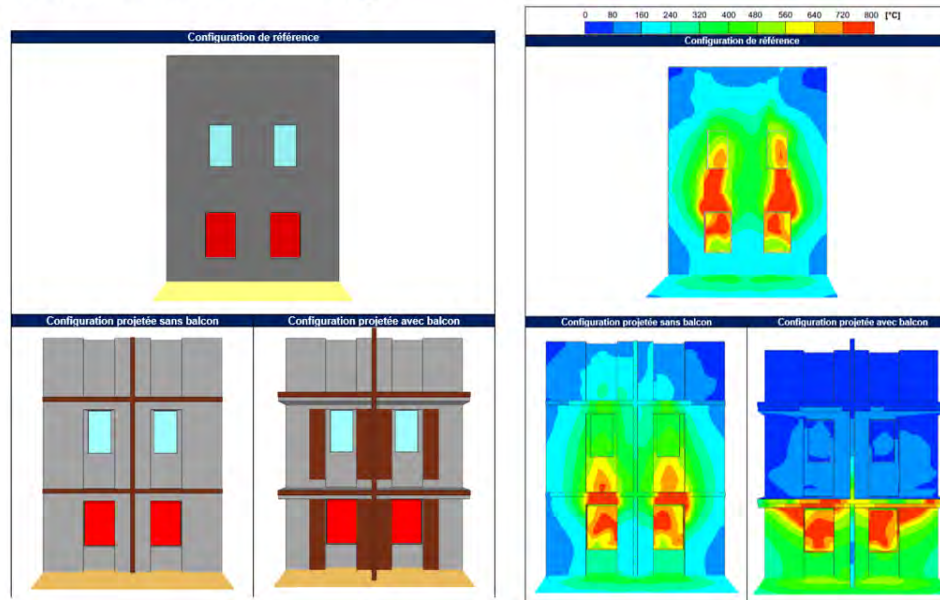 Configuration de référence
Configuration projetée sans balcon
Configuration projetée avec balcon
0 80 160 240 320 400 480 560 640 720 800 [°C]
Configuration de référence
Configuration projetée sans balcon
Configuration projetée avec balcon